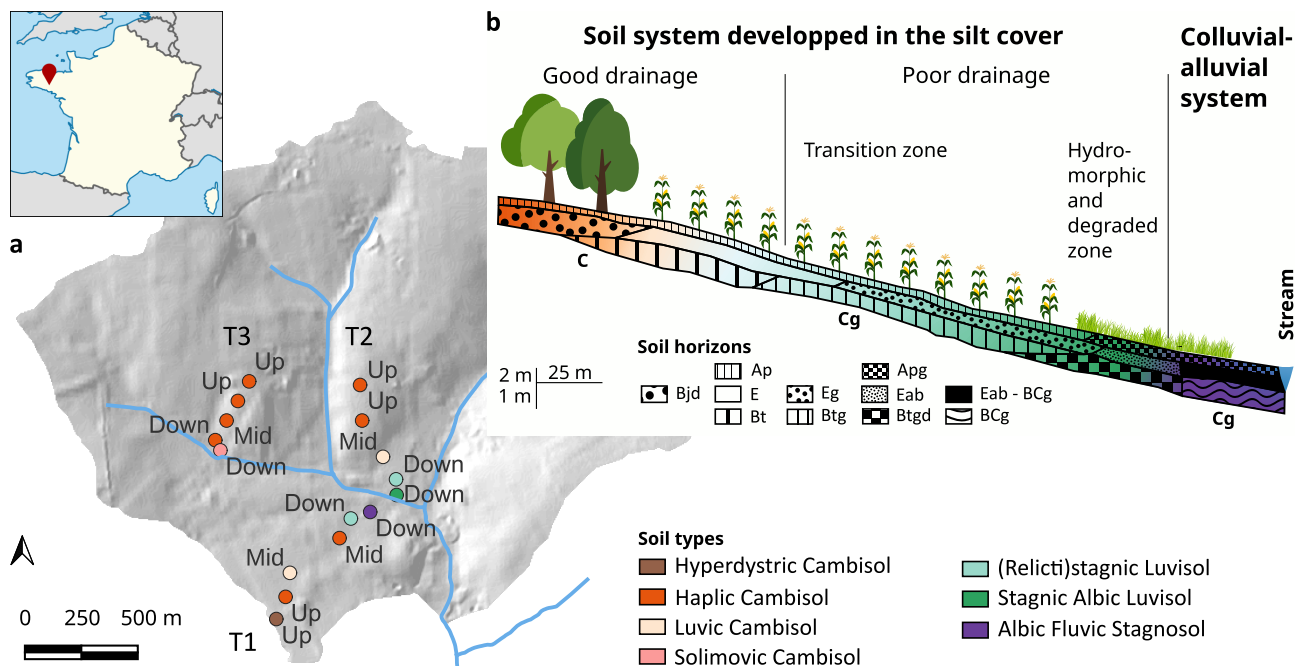 a
T3
T2
Up
Up
Up
Up
Down
Mid
Mid
Down
Down
Down
Down
Down
Mid
Mid
Up
Up
T1
0 250 500 m
b
Soil system developped in the silt cover
Colluvial-
alluvial
system
Good drainage
Poor drainage
Transition zone
Hydro-
morphic
and
degraded
zone
C
Cg
Cg
Stream
2 m
1 m
25 m
Soil horizons
Ap
Apg
Bjd
E
Eg
Eab
Eab - BCg
Bt
Btg
Btgd
BCg
Soil types
Hyperdystric Cambisol
Haplic Cambisol
Luvic Cambisol
Solimovic Cambisol
(Relicti)stagnic Luvisol
Stagnic Albic Luvisol
Albic Fluvic Stagnosol